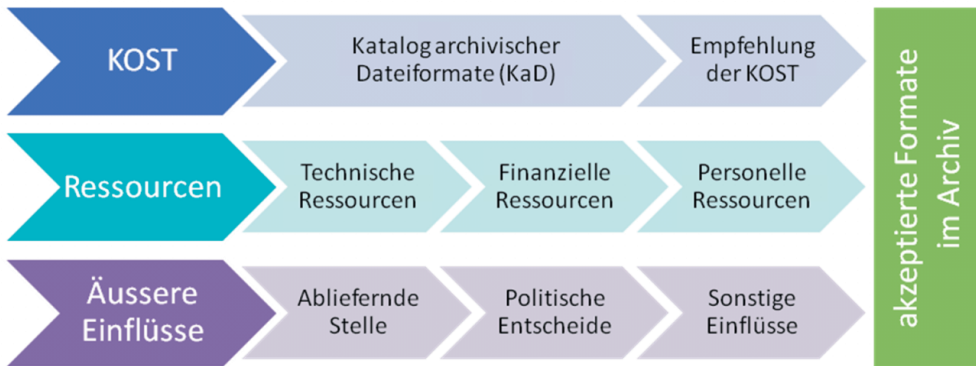 KOST
Katalog archivischer
Dateiformate (KaD)
Empfehlung
der KOST
Ressourcen
Technische
Ressourcen
Finanzielle
Ressourcen
Personelle
Ressourcen
Äussere
Einflüsse
Abliefernde
Stelle
Politische
Entscheide
Sonstige
Einflüsse
akzeptierte Formate
im Archiv